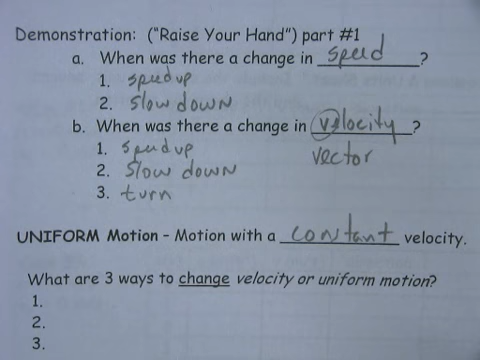 Demonstration: ("Raise Your Hand") part #1
a. When was there a change in speed?
1. speed up
2. slow down
b. When was there a change in velocity?
1. speed up
vector
2. slow down
3. turn
UNIFORM Motion - Motion with a constant velocity.
What are 3 ways to change velocity or uniform motion?
1.
2.
3.